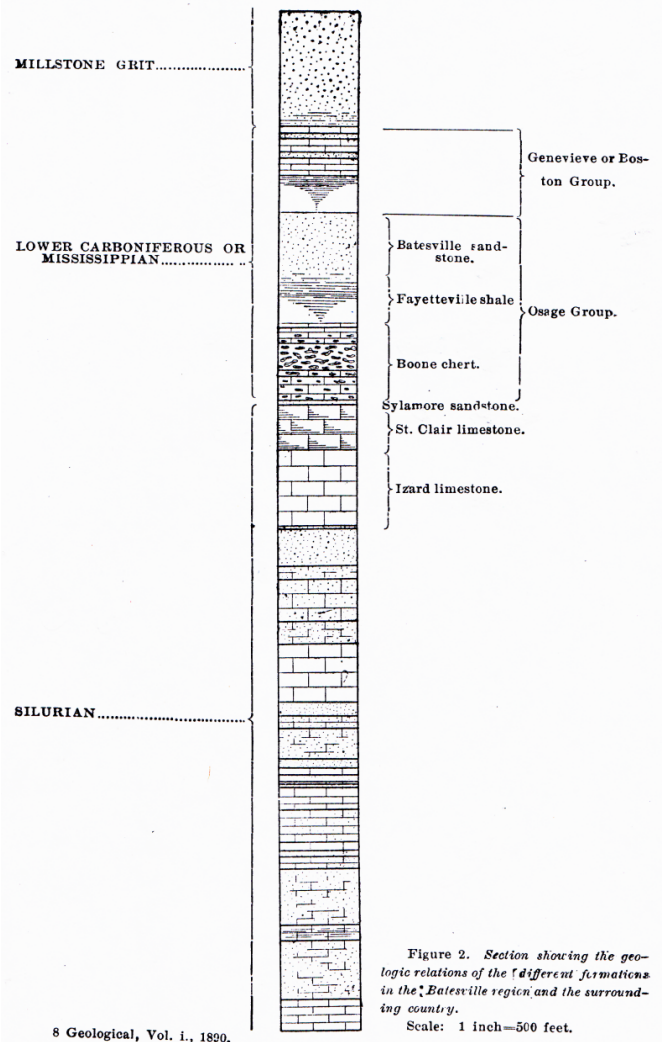 MILLSTONE GRIT
Genevieve or Bos-
ton Group.
LOWER CARBONIFEROUS OR
MISSISSIPPIAN
Batesville sand-
stone.
Fayetteville shale
Osage Group.
Boone chert.
Sylamore sandstone.
St. Clair limestone.
Izard limestone.
SILURIAN
Figure 2. Section showing the geo-
logic relations of the different formations
in the Batesville region and the surround-
ing country.
Scale: 1 inch=500 feet.
8 Geological, Vol. i., 1890.